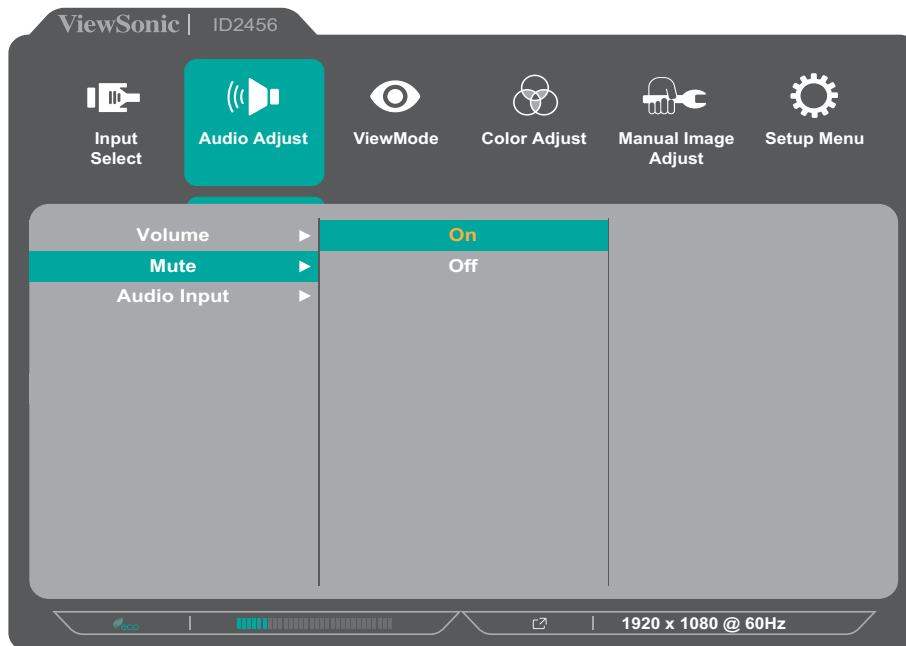 ViewSonic | ID2456
Input Select
Audio Adjust
ViewMode
Color Adjust
Manual Image Adjust
Setup Menu
Volume
On
Mute
Off
Audio Input
eco
1920 x 1080 @ 60Hz